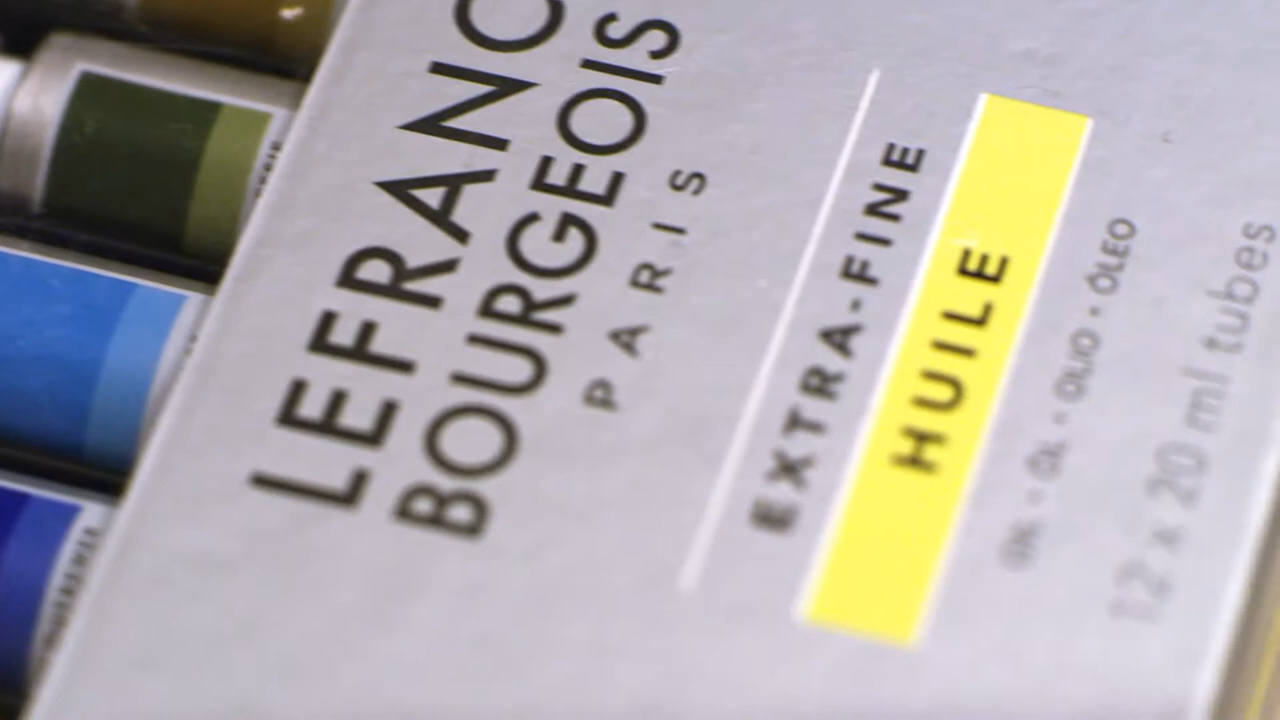 LEFRANC
BOURGEOIS
PARIS
EXTRA-FINE
HUILE
OIL • ÖL • OLIO • ÓLEO
12 x 20 ml tubes